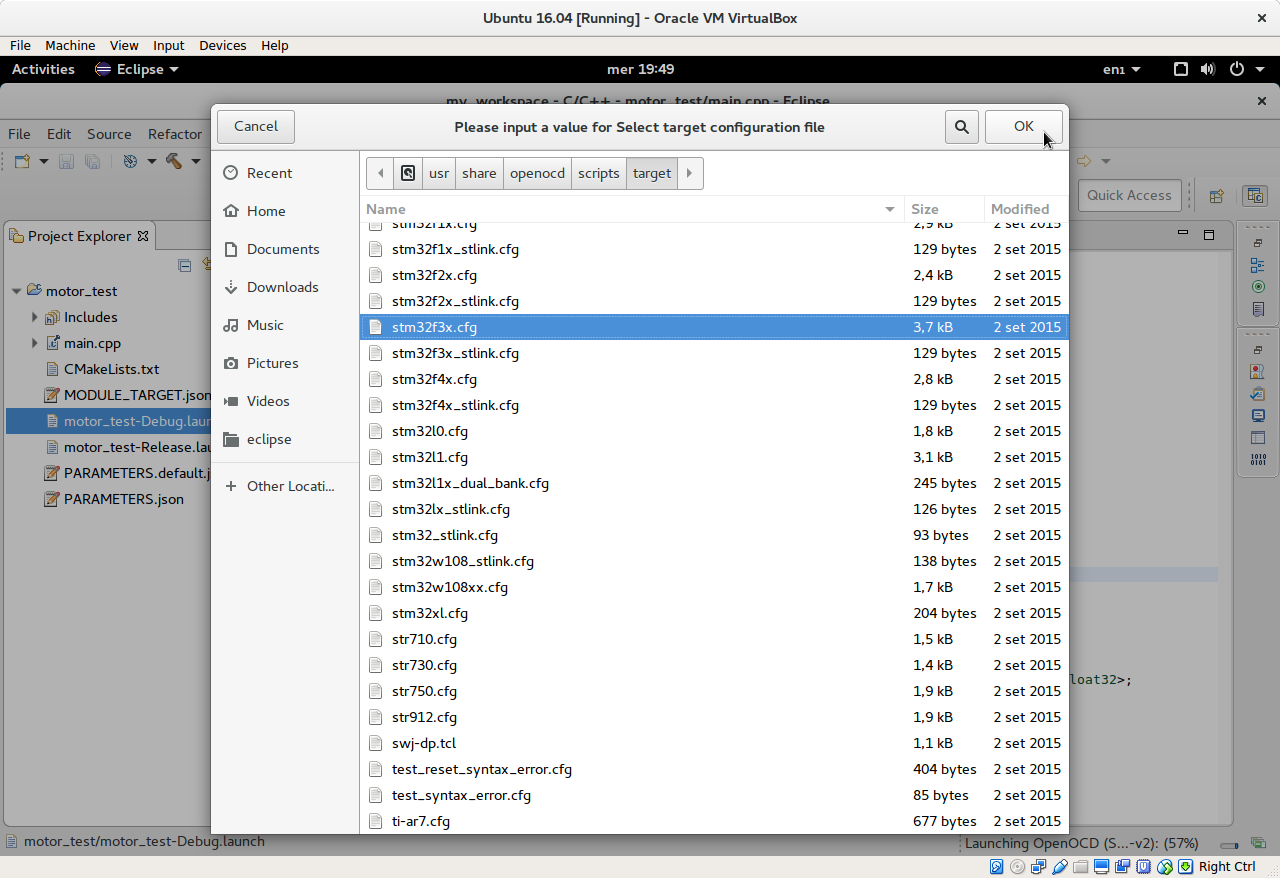 Ubuntu 16.04 [Running] - Oracle VM VirtualBox
File Machine View Input Devices Help
Activities Eclipse mer 19:49 en1
my_workspace - C/C++ - motor_test/main.cpp - Eclipse
Cancel Please input a value for Select target configuration file OK
File Edit Source Refactor
Quick Access
Project Explorer
motor_test
Includes
main.cpp
CMakeLists.txt
MODULE_TARGET.json
motor_test-Debug.laun
motor_test-Release.lau
PARAMETERS.default.j
PARAMETERS.json
Recent
Home
Documents
Downloads
Music
Pictures
Videos
eclipse
Other Locati...
usr share openocd scripts target
Name Size Modified
stm32f1x.cfg 2,9 kB 2 set 2015
stm32f1x_stlink.cfg 129 bytes 2 set 2015
stm32f2x.cfg 2,4 kB 2 set 2015
stm32f2x_stlink.cfg 129 bytes 2 set 2015
stm32f3x.cfg 3,7 kB 2 set 2015
stm32f3x_stlink.cfg 129 bytes 2 set 2015
stm32f4x.cfg 2,8 kB 2 set 2015
stm32f4x_stlink.cfg 129 bytes 2 set 2015
stm32l0.cfg 1,8 kB 2 set 2015
stm32l1.cfg 3,1 kB 2 set 2015
stm32l1x_dual_bank.cfg 245 bytes 2 set 2015
stm32lx_stlink.cfg 126 bytes 2 set 2015
stm32_stlink.cfg 93 bytes 2 set 2015
stm32w108_stlink.cfg 138 bytes 2 set 2015
stm32w108xx.cfg 1,7 kB 2 set 2015
stm32xl.cfg 204 bytes 2 set 2015
str710.cfg 1,5 kB 2 set 2015
str730.cfg 1,4 kB 2 set 2015
str750.cfg 1,9 kB 2 set 2015
str912.cfg 1,9 kB 2 set 2015
swj-dp.tcl 1,1 kB 2 set 2015
test_reset_syntax_error.cfg 404 bytes 2 set 2015
test_syntax_error.cfg 85 bytes 2 set 2015
ti-ar7.cfg 677 bytes 2 set 2015
loat32>;
0101
010
motor_test/motor_test-Debug.launch
Launching OpenOCD (S...-v2): (57%)
Right Ctrl